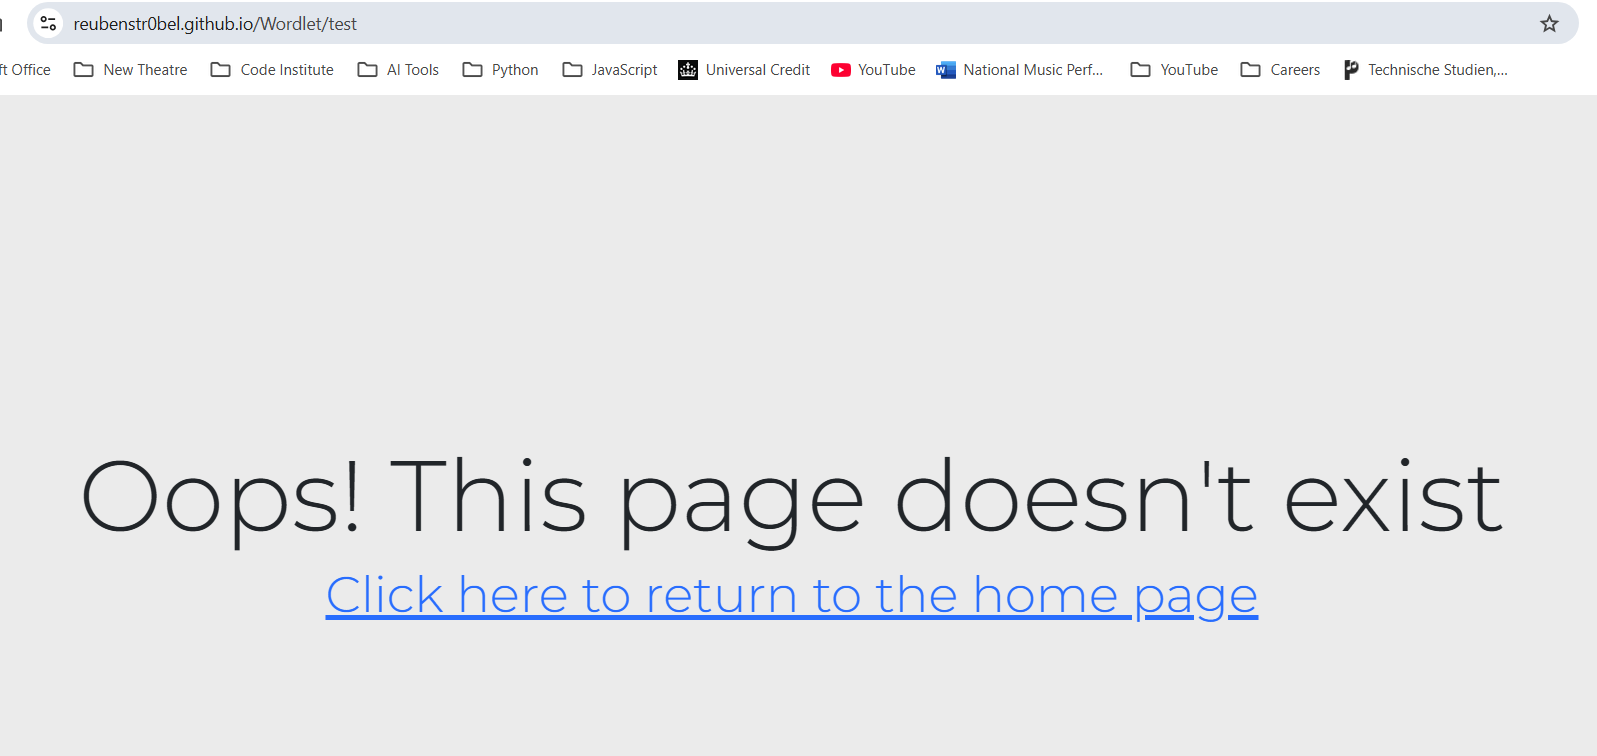 reubenstr0bel.github.io/Wordlet/test
ft Office New Theatre Code Institute AI Tools Python JavaScript Universal Credit YouTube National Music Perf... YouTube Careers Technische Studien,...
Oops! This page doesn't exist
Click here to return to the home page